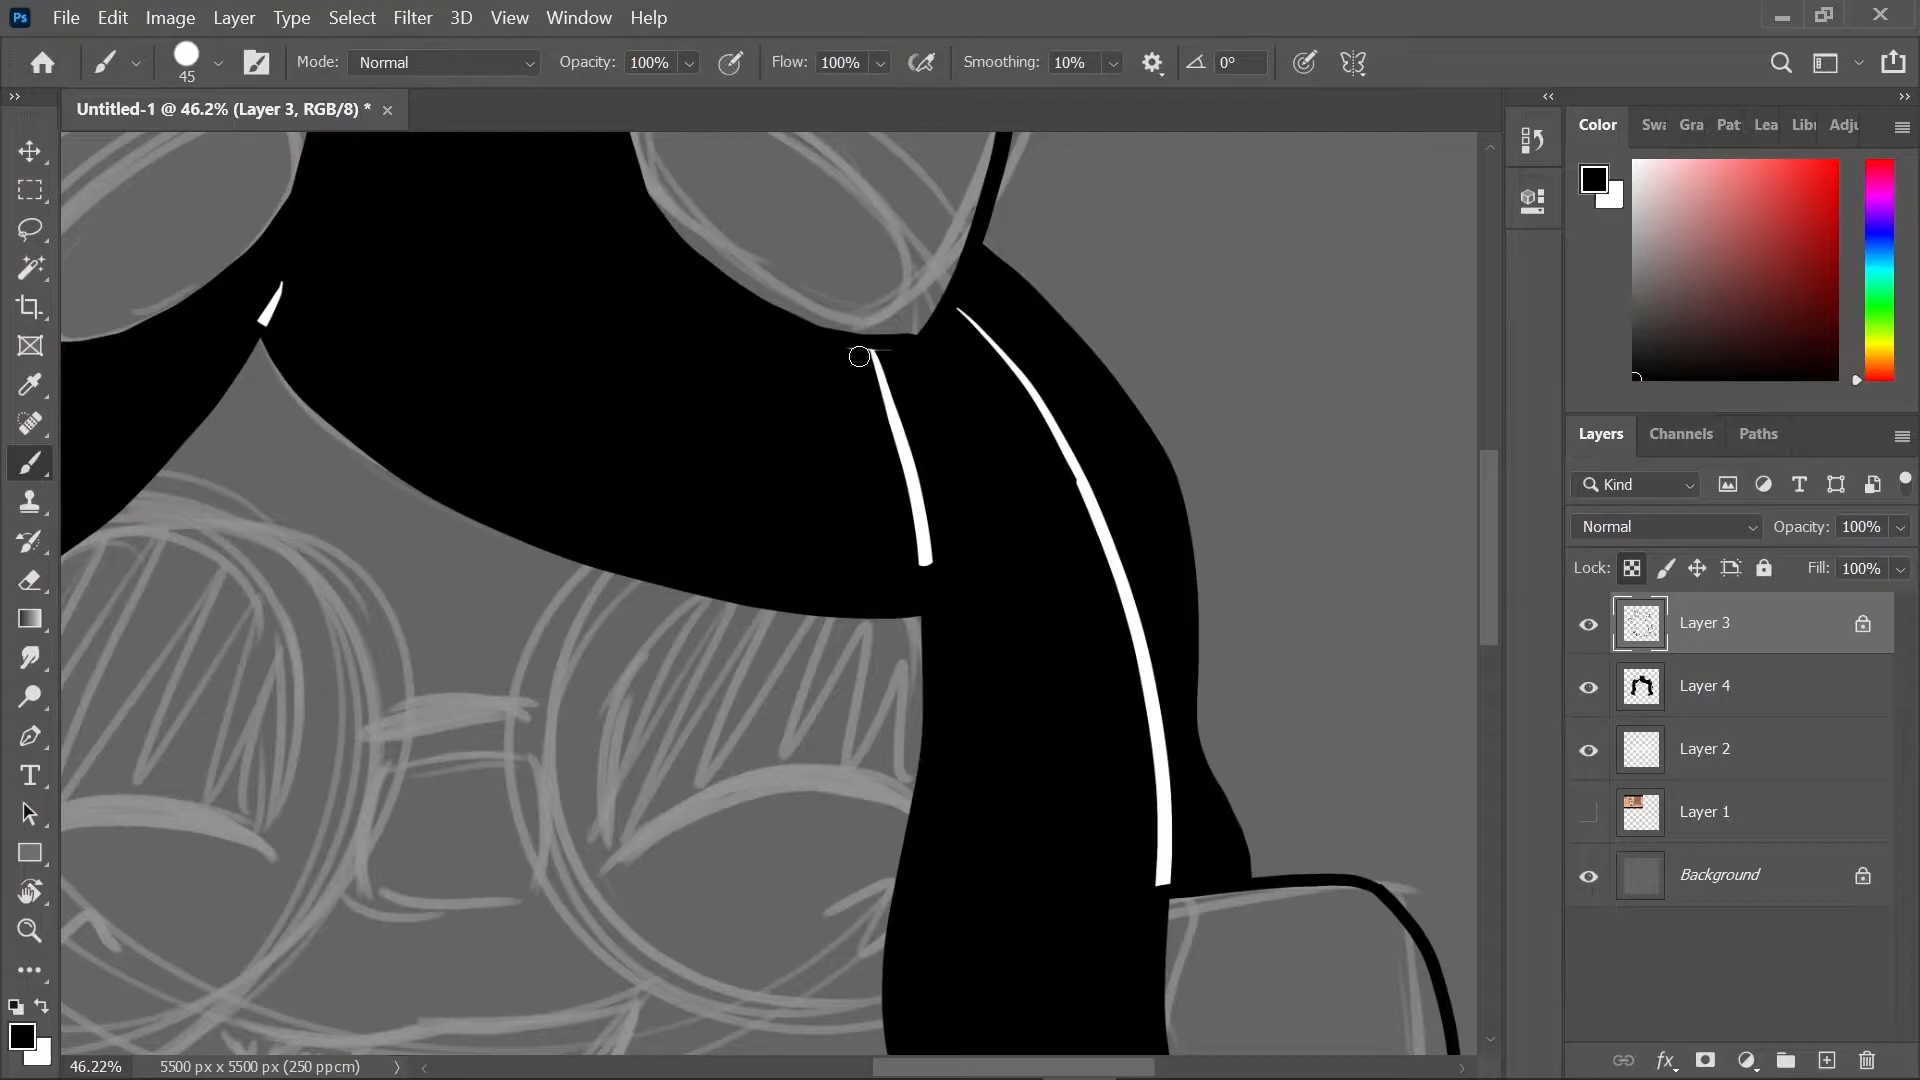 Ps File Edit Image Layer Type Select Filter 3D View Window Help
45 Mode: Normal Opacity: 100% Flow: 100% Smoothing: 10% 0°
Untitled-1 @ 46.2% (Layer 3, RGB/8) *
Color Swa Gra Pat Lea Libi Adju
Layers Channels Paths
Kind
Normal Opacity: 100%
Lock: Fill: 100%
Layer 3
Layer 4
Layer 2
Layer 1
Background
46.22% 5500 px x 5500 px (250 ppcm)